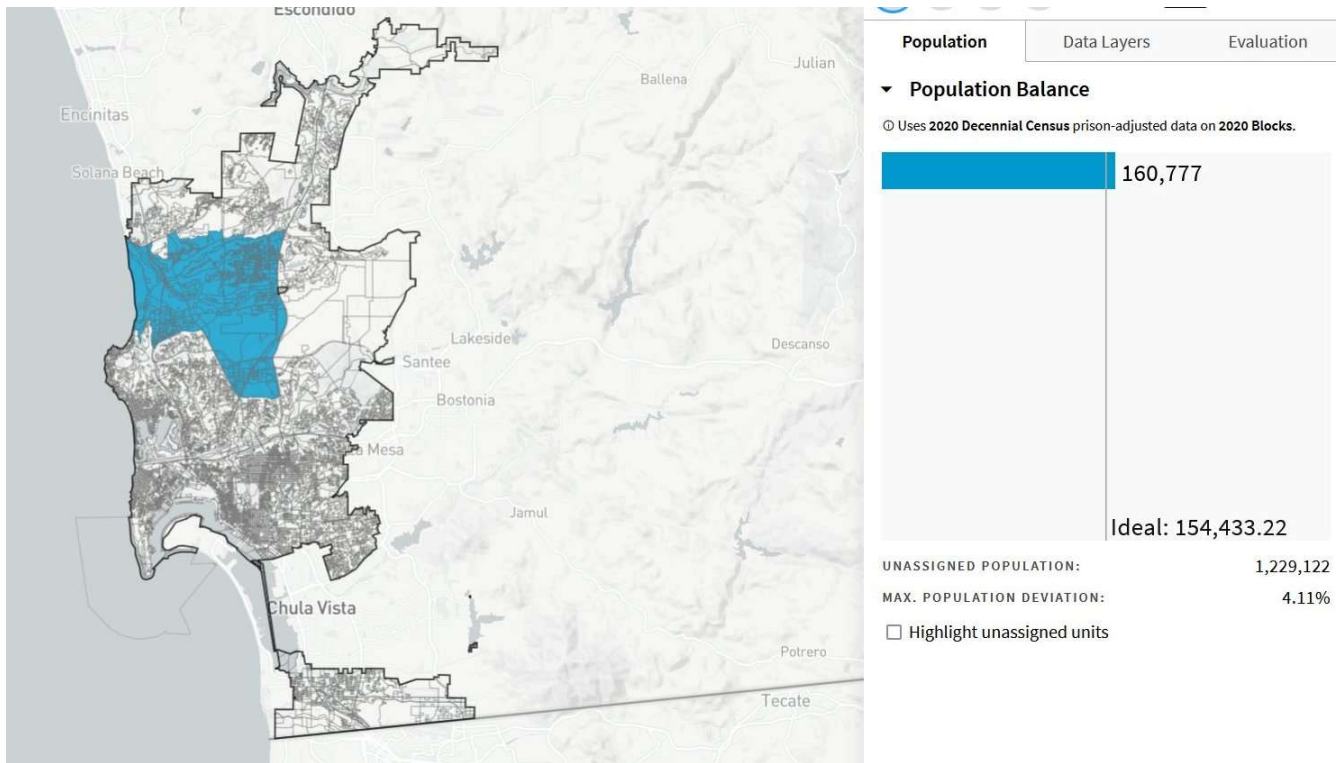 Escondido
Julian
Ballena
Encinitas
Solana Beach
Lakeside
Santee
Descanso
Bostonia
La Mesa
Jamul
Chula Vista
Potrero
Tecate
Population
Data Layers
Evaluation
Population Balance
Uses 2020 Decennial Census prison-adjusted data on 2020 Blocks.
160,777
Ideal: 154,433.22
UNASSIGNED POPULATION: 1,229,122
MAX. POPULATION DEVIATION: 4.11%
Highlight unassigned units